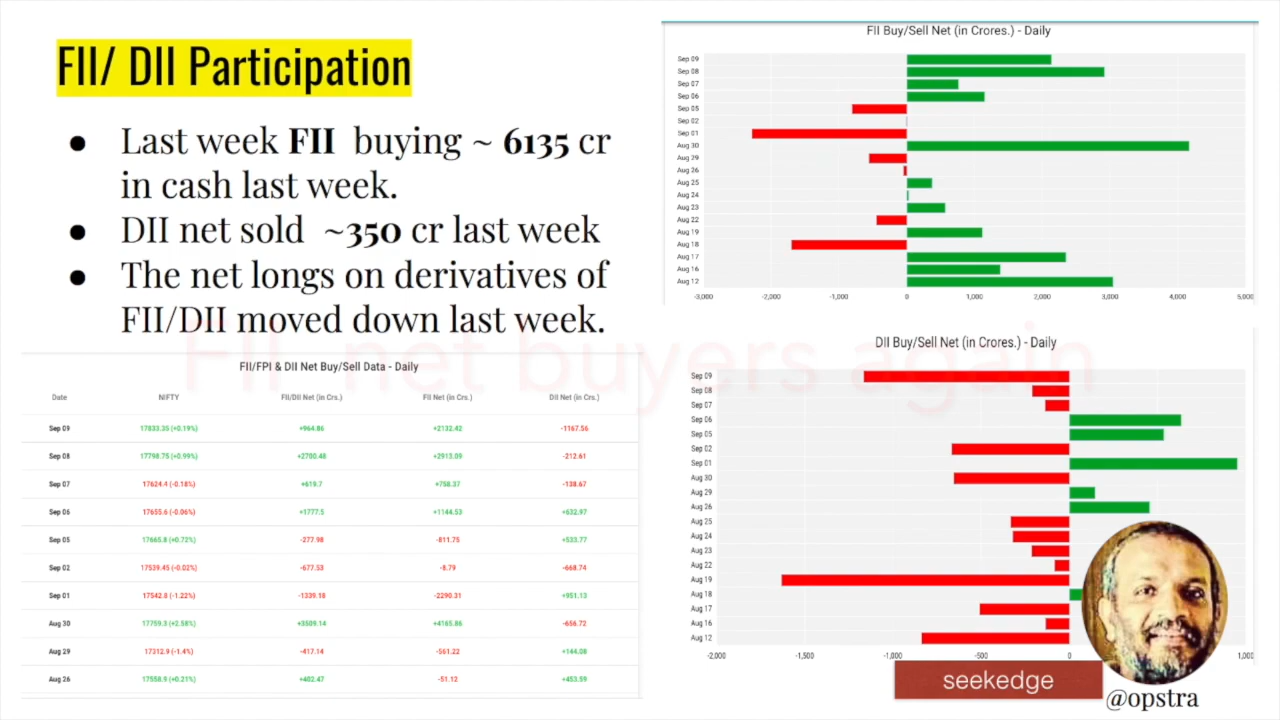 FII/ DII Participation
● Last week FII buying ~ 6135 cr
in cash last week.
● DII net sold ~350 cr last week
● The net longs on derivatives of
FII/DII moved down last week.
FII net buyers again
FII/FPI & DII Net Buy/Sell Data - Daily
Date NIFTY FII/DII Net (in Crs.) FII Net (in Crs.) DII Net (in Crs.)
Sep 09 17833.35 (+0.19%) +964.86 +2132.42 -1167.56
Sep 08 17798.75 (+0.99%) +2700.48 +2913.09 -212.61
Sep 07 17624.4 (-0.18%) +619.7 +758.37 -138.67
Sep 06 17655.6 (-0.06%) +1777.5 +1144.53 +632.97
Sep 05 17665.8 (+0.72%) -277.98 -811.75 +533.77
Sep 02 17539.45 (-0.02%) -677.53 -8.79 -668.74
Sep 01 17542.8 (-1.22%) -1339.18 -2290.31 +951.13
Aug 30 17759.3 (+2.58%) +3509.14 +4165.86 -656.72
Aug 29 17312.9 (-1.4%) -417.14 -561.22 +144.08
Aug 26 17558.9 (+0.21%) +402.47 -51.12 +453.59
FII Buy/Sell Net (in Crores.) - Daily
Sep 09
Sep 08
Sep 07
Sep 06
Sep 05
Sep 02
Sep 01
Aug 30
Aug 29
Aug 26
Aug 25
Aug 24
Aug 23
Aug 22
Aug 19
Aug 18
Aug 17
Aug 16
Aug 12
-3,000 -2,000 -1,000 0 1,000 2,000 3,000 4,000 5,000
DII Buy/Sell Net (in Crores.) - Daily
Sep 09
Sep 08
Sep 07
Sep 06
Sep 05
Sep 02
Sep 01
Aug 30
Aug 29
Aug 26
Aug 25
Aug 24
Aug 23
Aug 22
Aug 19
Aug 18
Aug 17
Aug 16
Aug 12
-2,000 -1,500 -1,000 -500 0 1,000
seekedge
@opstra